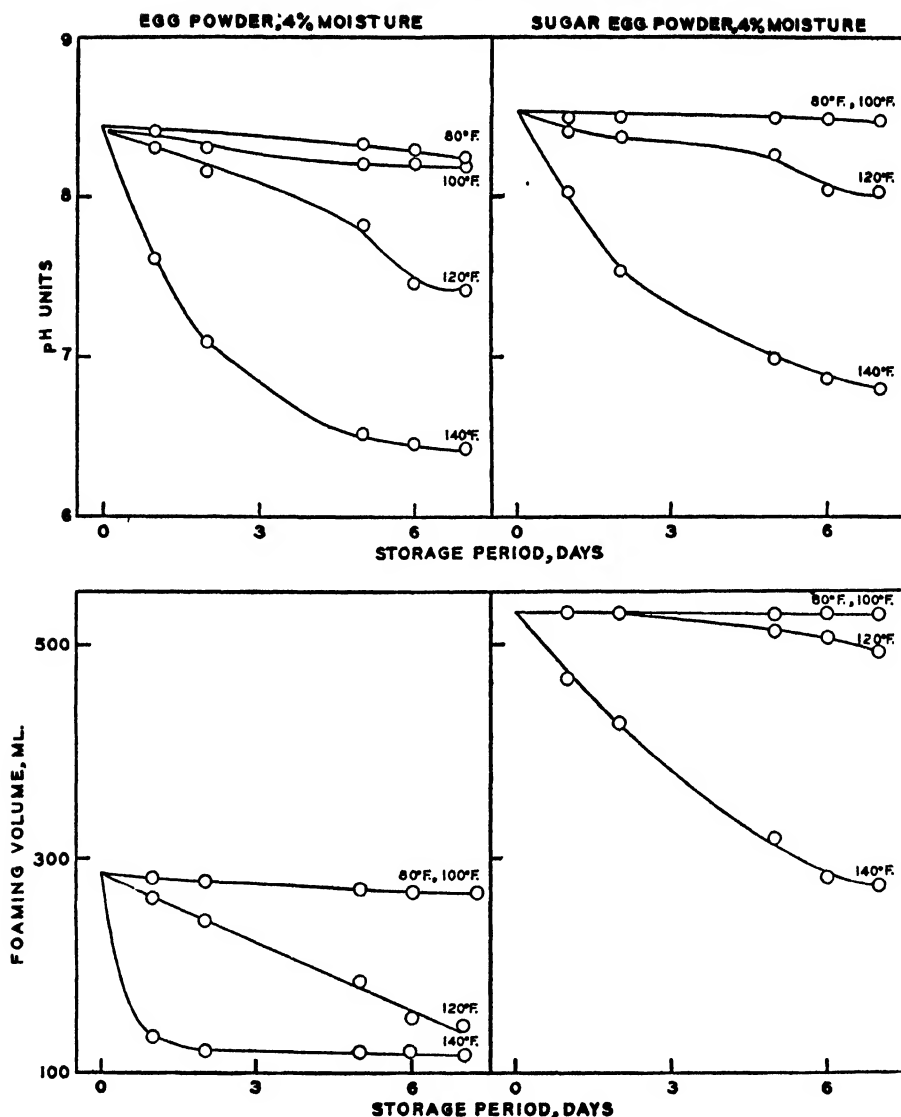 EGG POWDER, 4% MOISTURE
SUGAR EGG POWDER, 4% MOISTURE
9
8
7
6
pH UNITS
80°F.
100°F.
120°F.
140°F.
80°F., 100°F.
120°F.
140°F.
0
3
6
0
3
6
STORAGE PERIOD, DAYS
500
300
100
FOAMING VOLUME, ML.
80°F., 100°F.
120°F.
140°F.
80°F., 100°F.
120°F.
140°F.
0
3
6
0
3
6
STORAGE PERIOD, DAYS